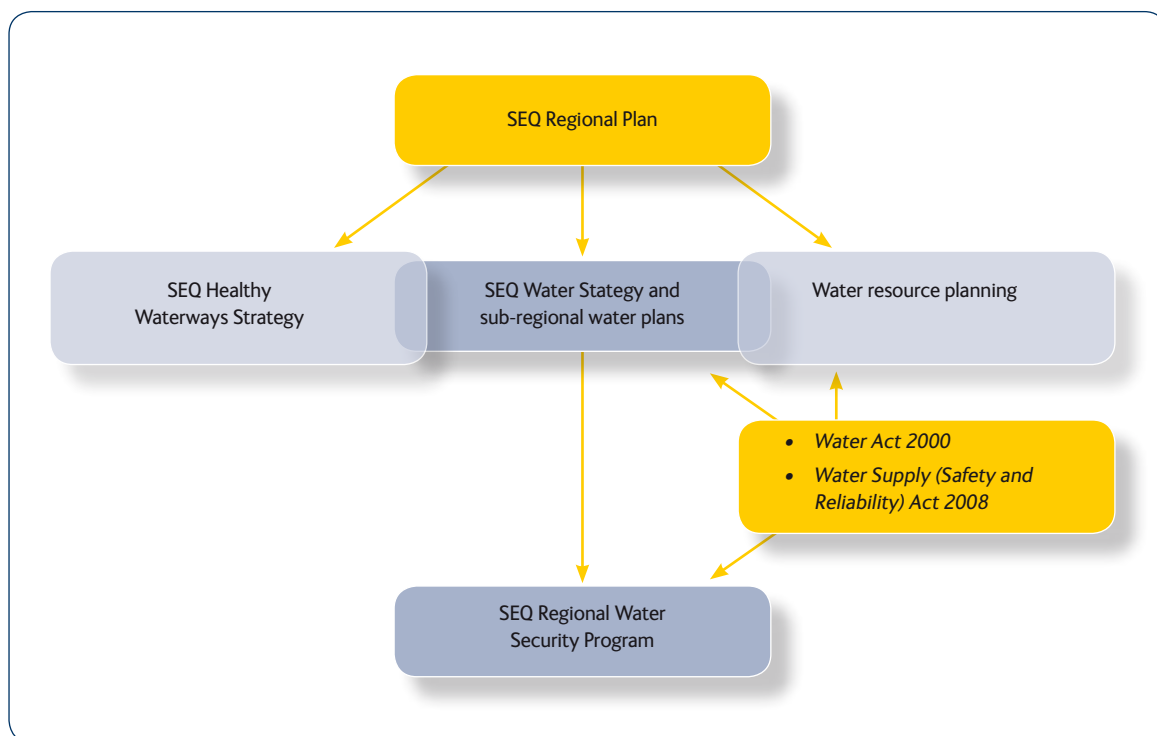 SEQ Regional Plan
SEQ Healthy
Waterways Strategy
SEQ Water Stategy and
sub-regional water plans
Water resource planning
• Water Act 2000
• Water Supply (Safety and
Reliability) Act 2008
SEQ Regional Water
Security Program